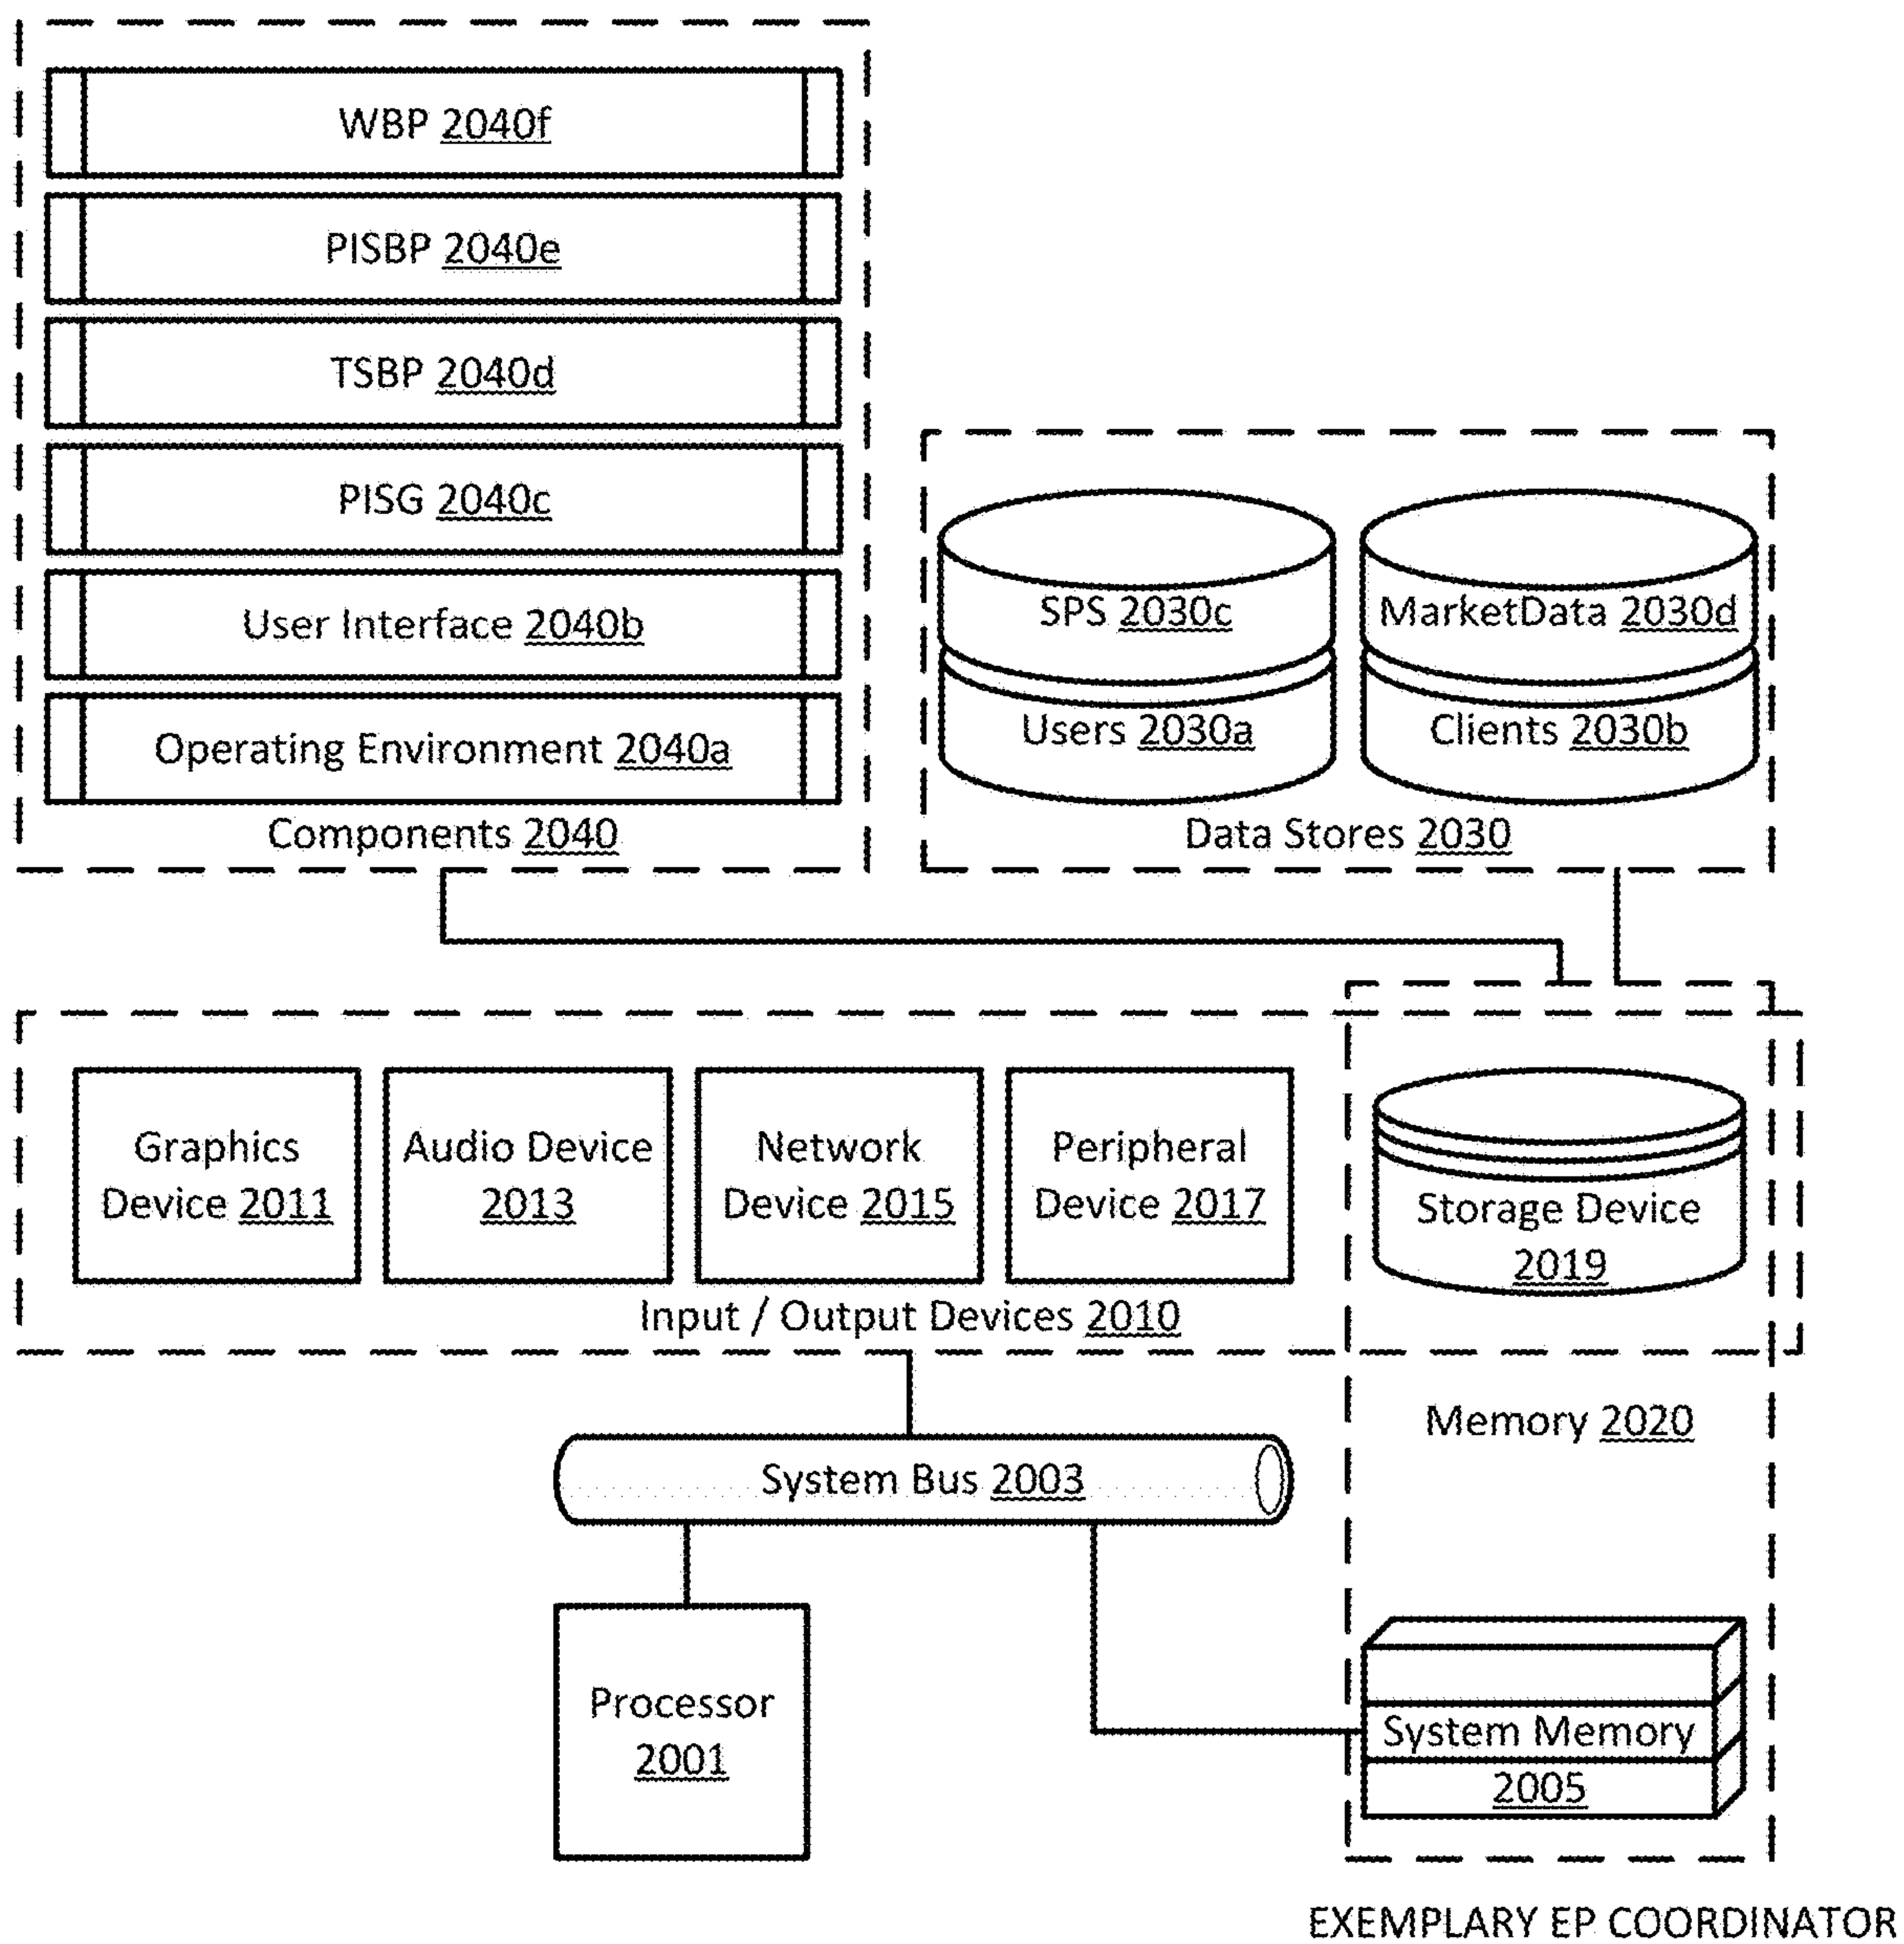 WBP 2040f
PISBP 2040e
TSBP 2040d
PISG 2040c
User Interface 2040b
Operating Environment 2040a
Components 2040
SPS 2030c
MarketData 2030d
Users 2030a
Clients 2030b
Data Stores 2030
Graphics
Device 2011
Audio Device
2013
Network
Device 2015
Peripheral
Device 2017
Storage Device
2019
Input / Output Devices 2010
Memory 2020
System Bus 2003
Processor
2001
System Memory
2005
EXEMPLARY EP COORDINATOR